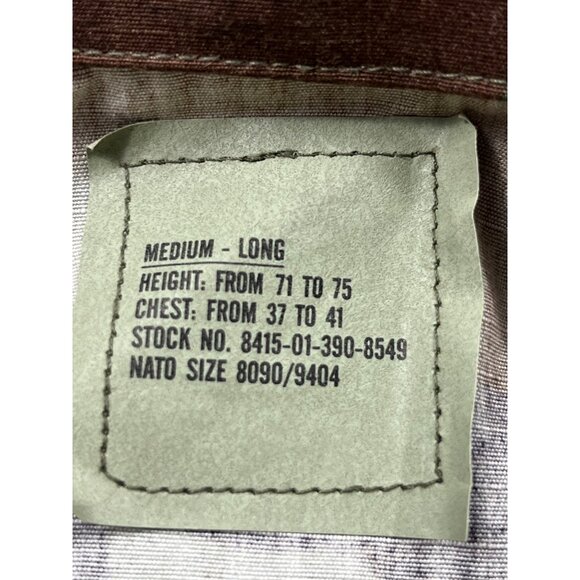 MEDIUM - LONG
HEIGHT: FROM 71 TO 75
CHEST: FROM 37 TO 41
STOCK NO. 8415-01-390-8549
NATO SIZE 8090/9404